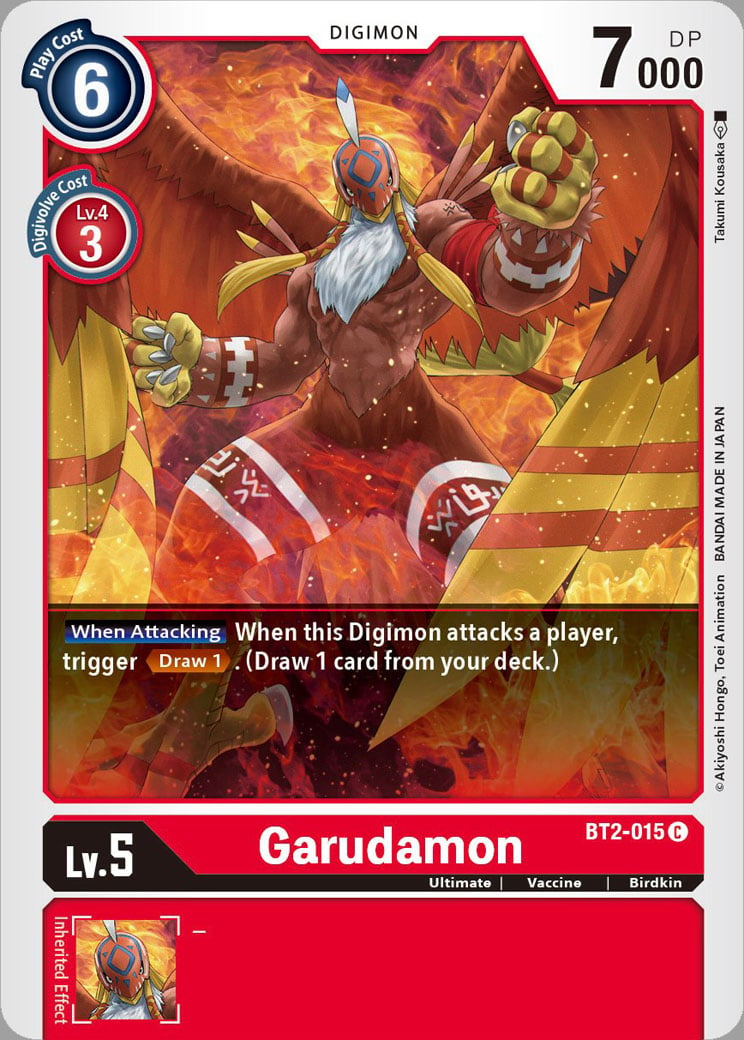 DIGIMON
Play Cost
6
7000
DP
Digivolve Cost
Lv.4
3
Takumi Kousaka
When Attacking When this Digimon attacks a player,
trigger Draw 1 . (Draw 1 card from your deck.)
©Akiyoshi Hongo, Toei Animation BANDAI MADE IN JAPAN
Lv.5
Garudamon
BT2-015 C
Ultimate | Vaccine | Birdkin
Inherited Effect
–